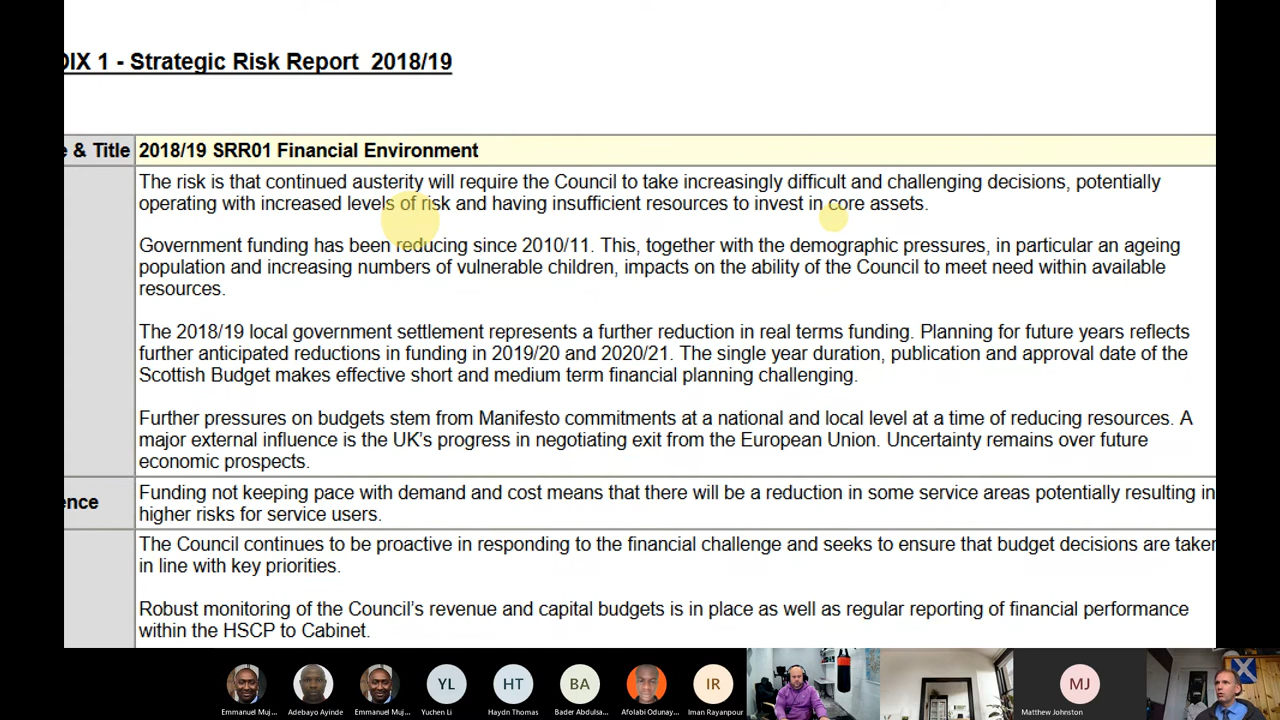 DIX 1 - Strategic Risk Report 2018/19
e & Title
2018/19 SRR01 Financial Environment
The risk is that continued austerity will require the Council to take increasingly difficult and challenging decisions, potentially
operating with increased levels of risk and having insufficient resources to invest in core assets.
Government funding has been reducing since 2010/11. This, together with the demographic pressures, in particular an ageing
population and increasing numbers of vulnerable children, impacts on the ability of the Council to meet need within available
resources.
The 2018/19 local government settlement represents a further reduction in real terms funding. Planning for future years reflects
further anticipated reductions in funding in 2019/20 and 2020/21. The single year duration, publication and approval date of the
Scottish Budget makes effective short and medium term financial planning challenging.
Further pressures on budgets stem from Manifesto commitments at a national and local level at a time of reducing resources. A
major external influence is the UK's progress in negotiating exit from the European Union. Uncertainty remains over future
economic prospects.
ence
Funding not keeping pace with demand and cost means that there will be a reduction in some service areas potentially resulting in
higher risks for service users.
The Council continues to be proactive in responding to the financial challenge and seeks to ensure that budget decisions are taken
in line with key priorities.
Robust monitoring of the Council's revenue and capital budgets is in place as well as regular reporting of financial performance
within the HSCP to Cabinet.
YL
HT
BA
IR
MJ
Emmanuel Muj...
Adebayo Ayinde
Emmanuel Muj...
Yuchen Li
Haydn Thomas
Bader Abdulsa...
Afolabi Odunay...
Iman Rayanpour
Matthew Johnston